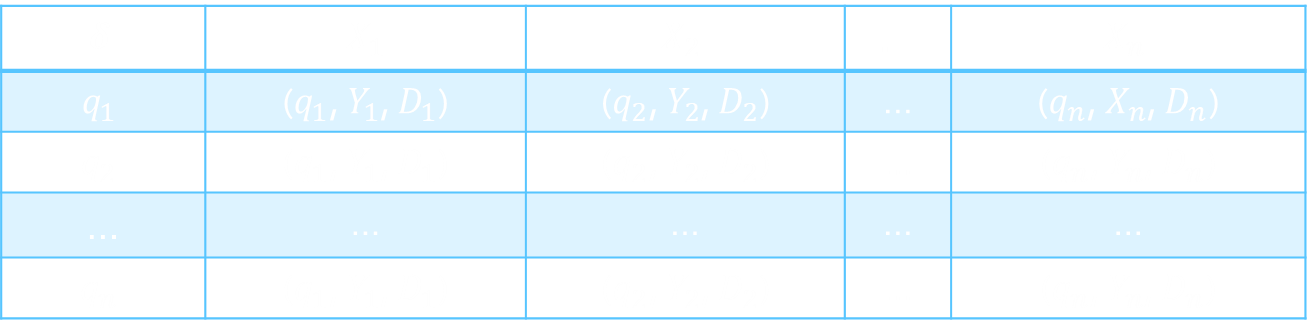 q₁ (q₁, Y₁, D₁) (q₂, Y₂, D₂) ... (qₙ, Xₙ, Dₙ)
... ... ... ... ...